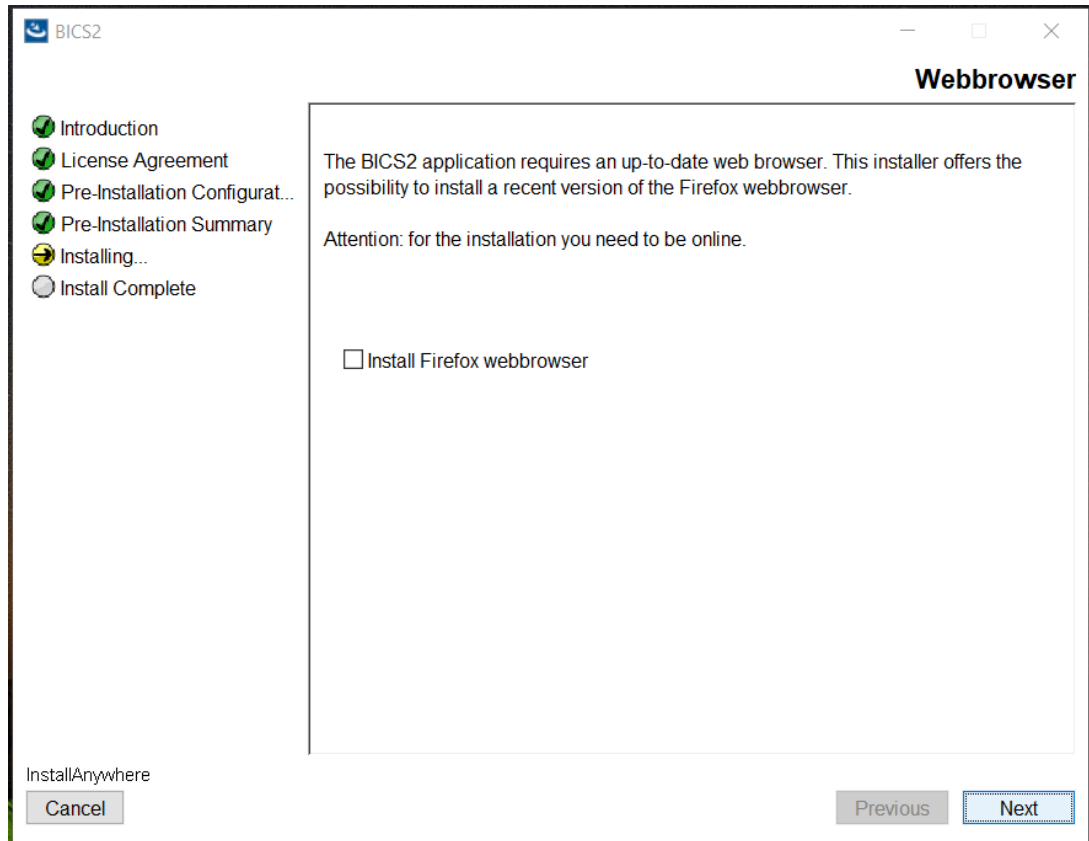 BICS2
Webbrowser
Introduction
License Agreement
Pre-Installation Configurat...
Pre-Installation Summary
Installing...
Install Complete
The BICS2 application requires an up-to-date web browser. This installer offers the
possibility to install a recent version of the Firefox webbrowser.
Attention: for the installation you need to be online.
Install Firefox webbrowser
InstallAnywhere
Cancel
Previous
Next